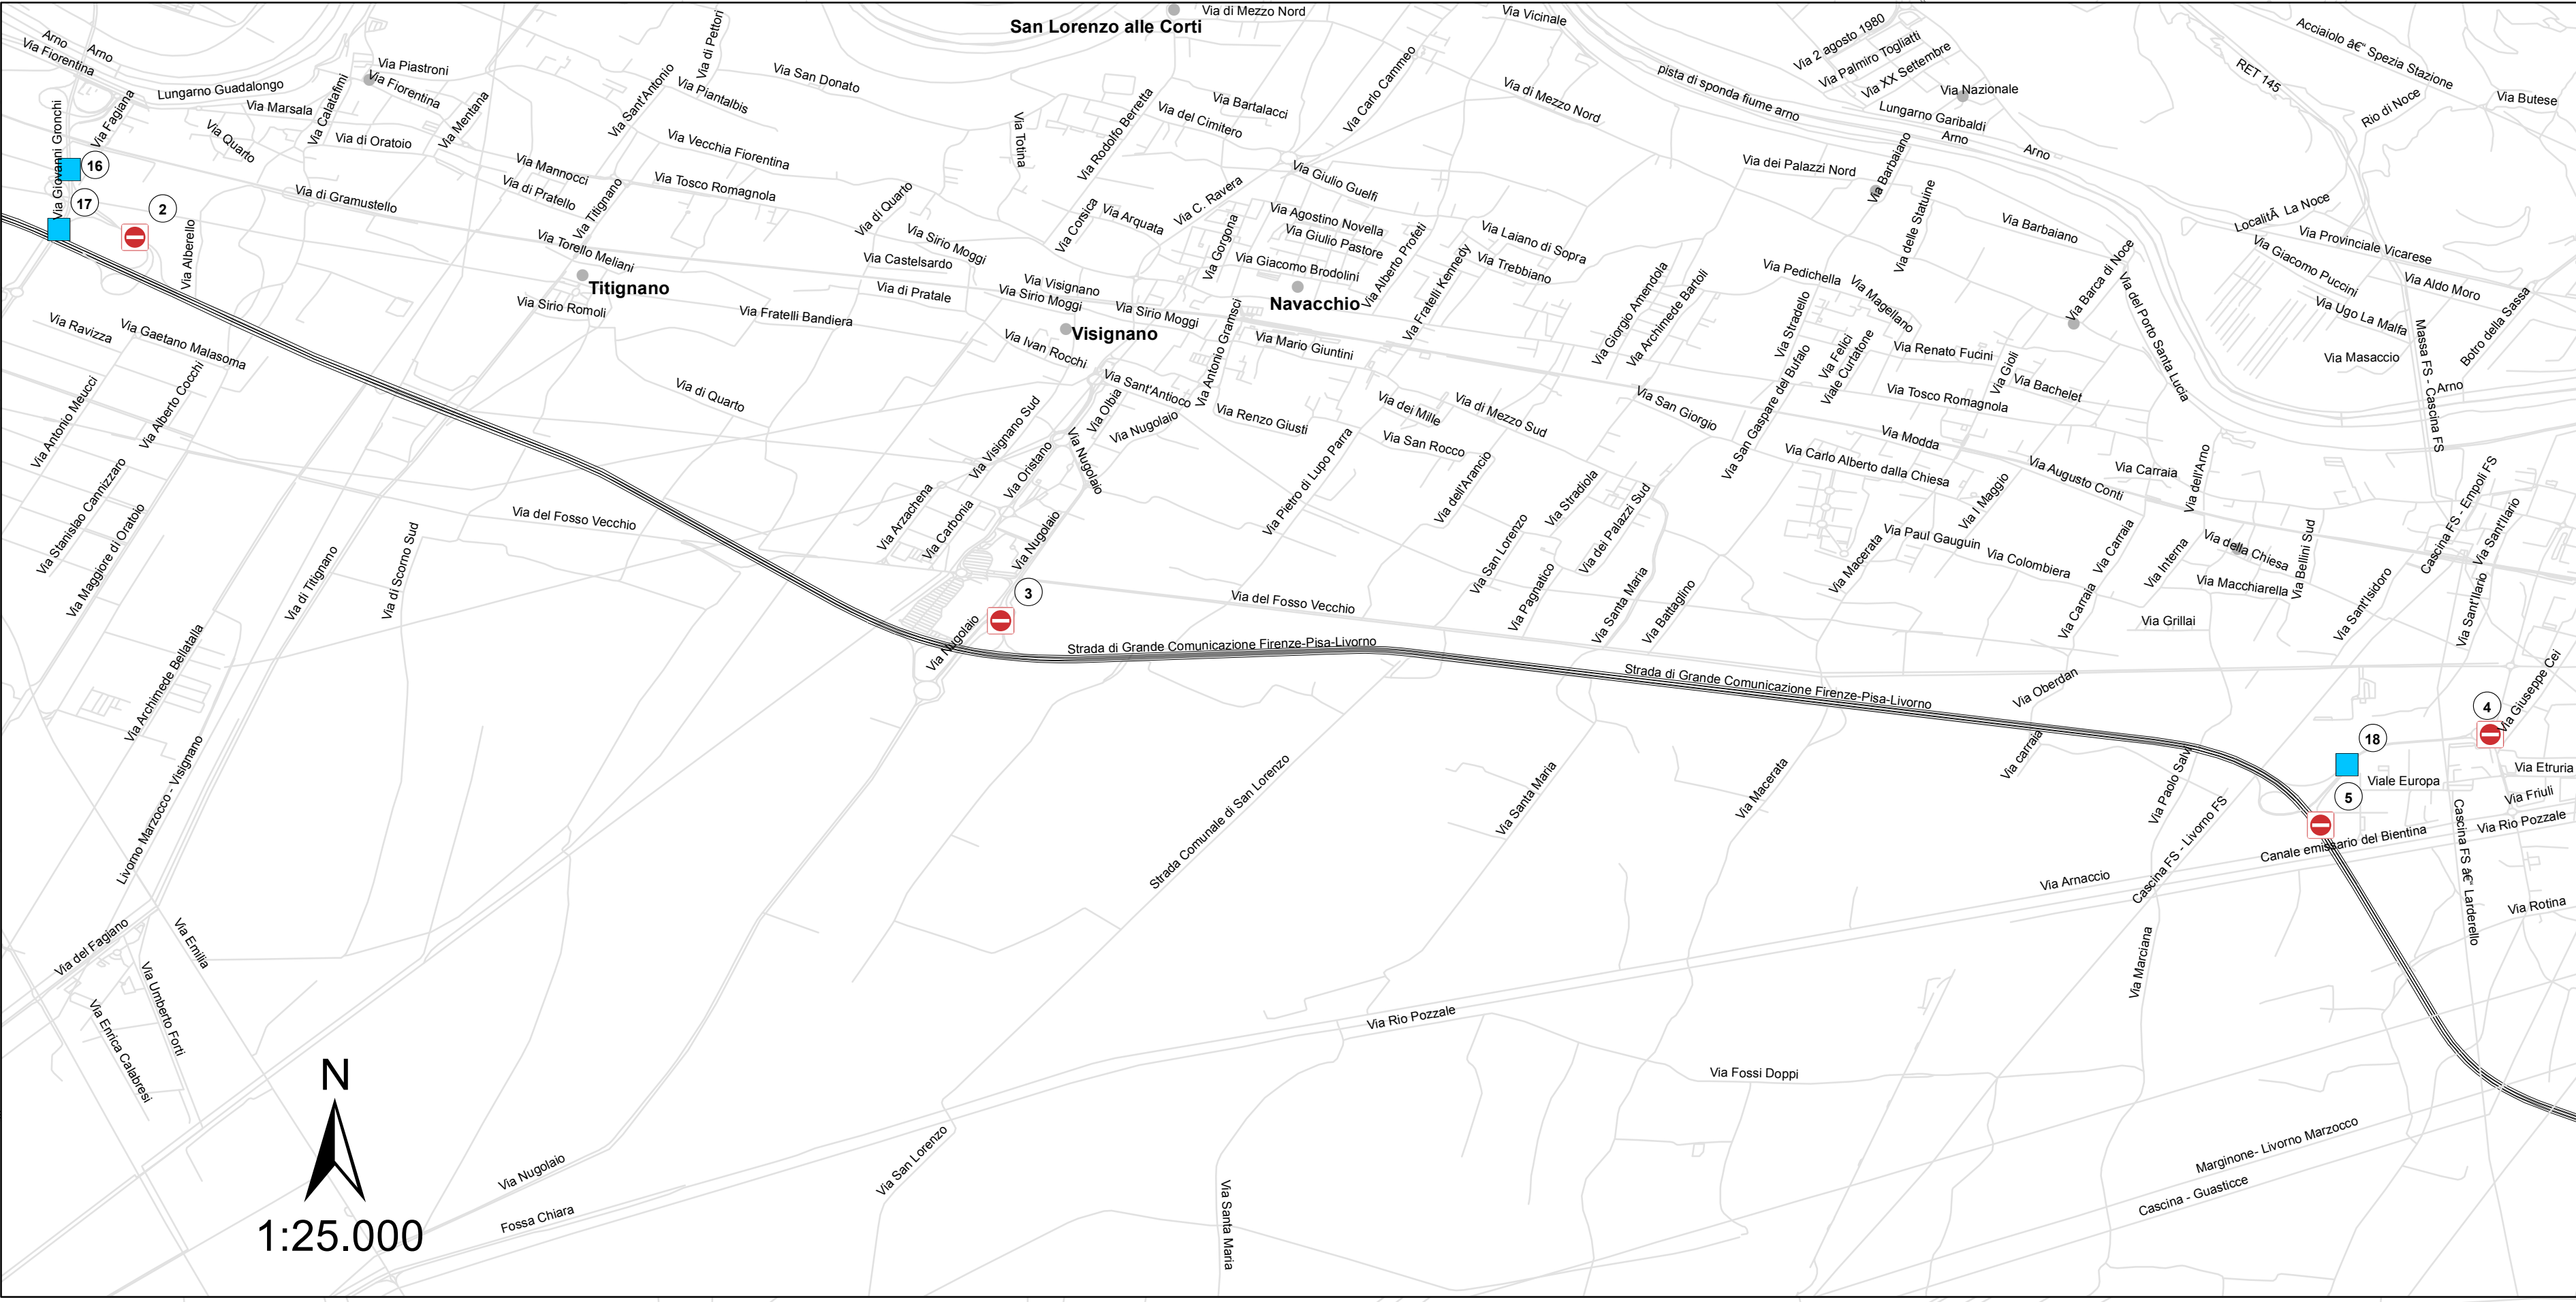 Via di Mezzo Nord
San Lorenzo alle Corti
Via Vicinale
Via 2 agosto 1980
Via Palmiro Togliatti
Via XX Settembre
Acciaiolo â€“ Spezia Stazione
Arno
Arno
Via Fiorentina
Via Piastroni
Via Fiorentina
Via di Pettori
Via San Donato
Via Carlo Cammeo
pista di sponda fiume arno
RET 145
Via Nazionale
Via Butese
Rio di Noce
Lungarno Guadalongo
Via Marsala
Via Calatafimi
Via Mentana
Via Sant'Antonio
Via Piantalbis
Via Rodolfo Berretta
Via Bartalacci
Via del Cimitero
Via di Mezzo Nord
Lungarno Garibaldi
Arno
Arno
Via Giovanni Gronchi
Via Fagiana
Via Quarto
Via di Oratoio
Via Vecchia Fiorentina
Via Totina
Via Barbaiano
Via dei Palazzi Nord
16
17
2
Via di Gramustello
Via Mannocci
Via di Pratello
Via Titignano
Via Tosco Romagnola
Via di Quarto
Via Corsica
Via Arquata
Via C. Ravera
Via Giulio Guelfi
Via Agostino Novella
Via Giulio Pastore
Via Alberto Profeti
Via Laiano di Sopra
Via Trebbiano
Via delle Statuine
Via Barbaiano
LocalitÃ  La Noce
Via Provinciale Vicarese
Via Giacomo Puccini
Via Aldo Moro
Via Alberello
Via Torello Meliani
Titignano
Via Sirio Romoli
Via Fratelli Bandiera
Via Sirio Moggi
Via Castelsardo
Via di Pratale
Via Visignano
Via Sirio Moggi
Via Sirio Moggi
Visignano
Via Gorgona
Via Giacomo Brodolini
Navacchio
Via Fratelli Kennedy
Via Giorgio Amendola
Via Archimede Bartoli
Via Pedichella
Via Magellano
Via Stradello
Via Barca di Noce
Via del Porto Santa Lucia
Via Ugo La Malfa
Via Masaccio
Botro della Sassa
Massa FS - Cascina FS
Arno
Via Ravizza
Via Gaetano Malasoma
Via Antonio Meucci
Via Alberto Cocchi
Via di Quarto
Via Ivan Rocchi
Via Sant'Antioco
Via Antonio Gramsci
Via Mario Giuntini
Via Felici
Viale Curtatone
Via Renato Fucini
Via Gioli
Via Bachelet
Via Tosco Romagnola
Via Visignano Sud
Via Olbia
Via Nugolaio
Via Renzo Giusti
Via dei Mille
Via San Rocco
Via di Mezzo Sud
Via San Giorgio
Via San Gaspare del Bufalo
Via Modda
Via Carlo Alberto dalla Chiesa
Via Augusto Conti
Via Carraia
Via dell'Arno
Via Stanislao Cannizzaro
Via Maggiore di Oratoio
Via Oristano
Via Nugolaio
Via Arzachena
Via Carbonia
Via Nugolaio
Via Pietro di Lupo Parra
Via dell'Arancio
Via Stradiola
Via dei Palazzi Sud
Via San Lorenzo
Via I Maggio
Via Paul Gauguin
Via Colombiera
Via Carraia
Via Interna
Via della Chiesa
Via Bellini Sud
Via Macchiarella
Cascina FS - Empoli FS
Via Sant'Ilario
Via del Fosso Vecchio
Via di Titignano
Via di Scorno Sud
3
Via del Fosso Vecchio
Via Pagnatico
Via Santa Maria
Via Battaglino
Via Macerata
Via Carraia
Via Grillai
Via Sant'Isidoro
Via Sant'Ilario
Via Nugolaio
Strada di Grande Comunicazione Firenze-Pisa-Livorno
Strada di Grande Comunicazione Firenze-Pisa-Livorno
Via Oberdan
Via Giuseppe Cei
4
Via Archimede Bellatalla
Livorno Marzocco - Visignano
Strada Comunale di San Lorenzo
Via Santa Maria
Via Macerata
Via carraia
Via Paolo Salvi
18
Viale Europa
5
Via Etruria
Via Friuli
Via Rio Pozzale
Canale emissario del Bientina
Cascina FS - Livorno FS
Cascina FS â€“ Larderello
Via Arnaccio
Via Rotina
Via del Fagiano
Via Emilia
Via Umberto Forti
Via Enrica Calabresi
Via Marciana
Via Rio Pozzale
Via Fossi Doppi
N
1:25.000
Via Nugolaio
Fossa Chiara
Via San Lorenzo
Via Santa Maria
Marginone- Livorno Marzocco
Cascina - Guasticce